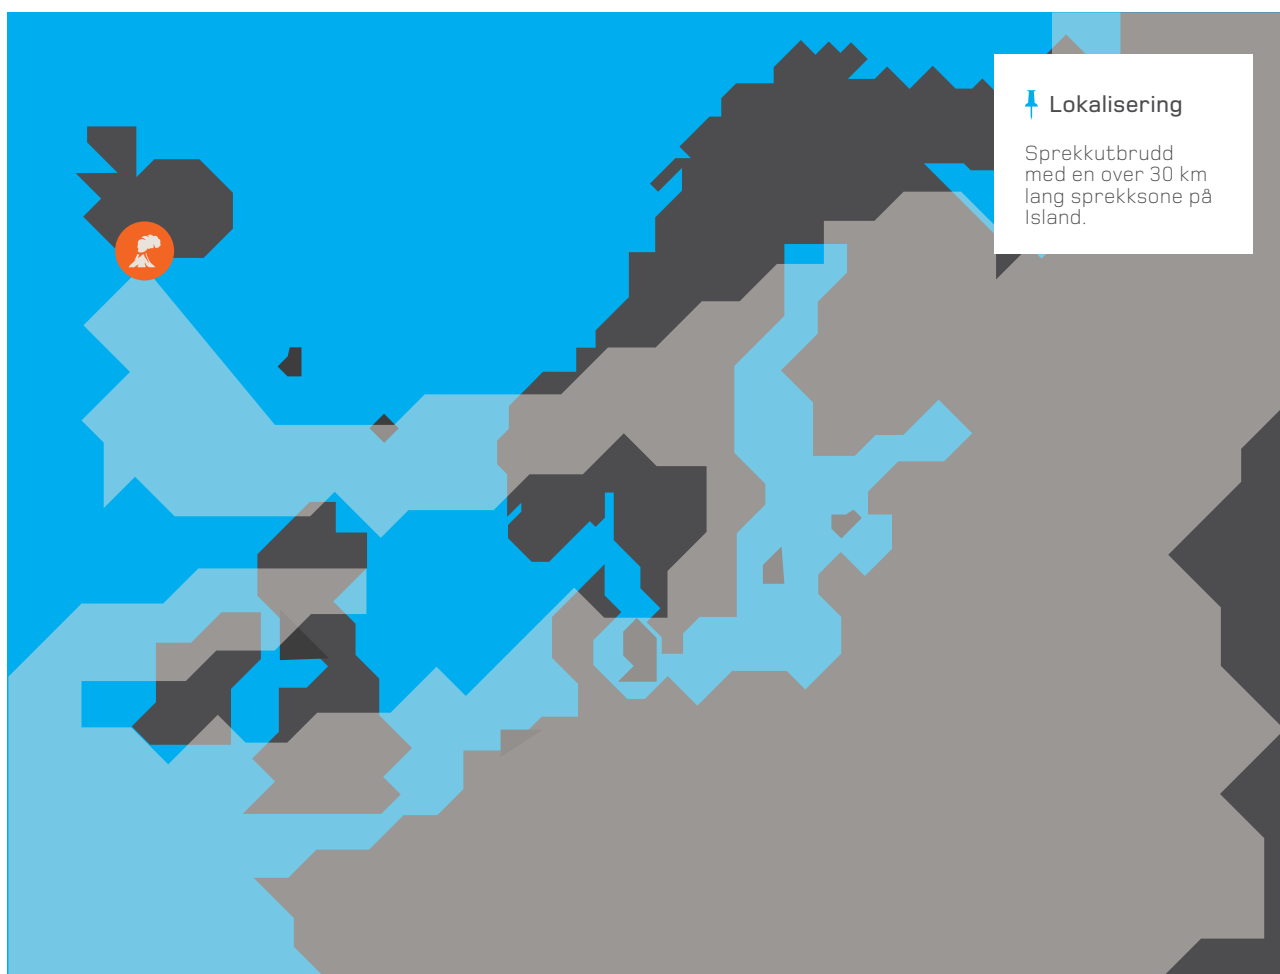 Lokalisering
Sprekkutbrudd
med en over 30 km
lang sprekksone på
Island.